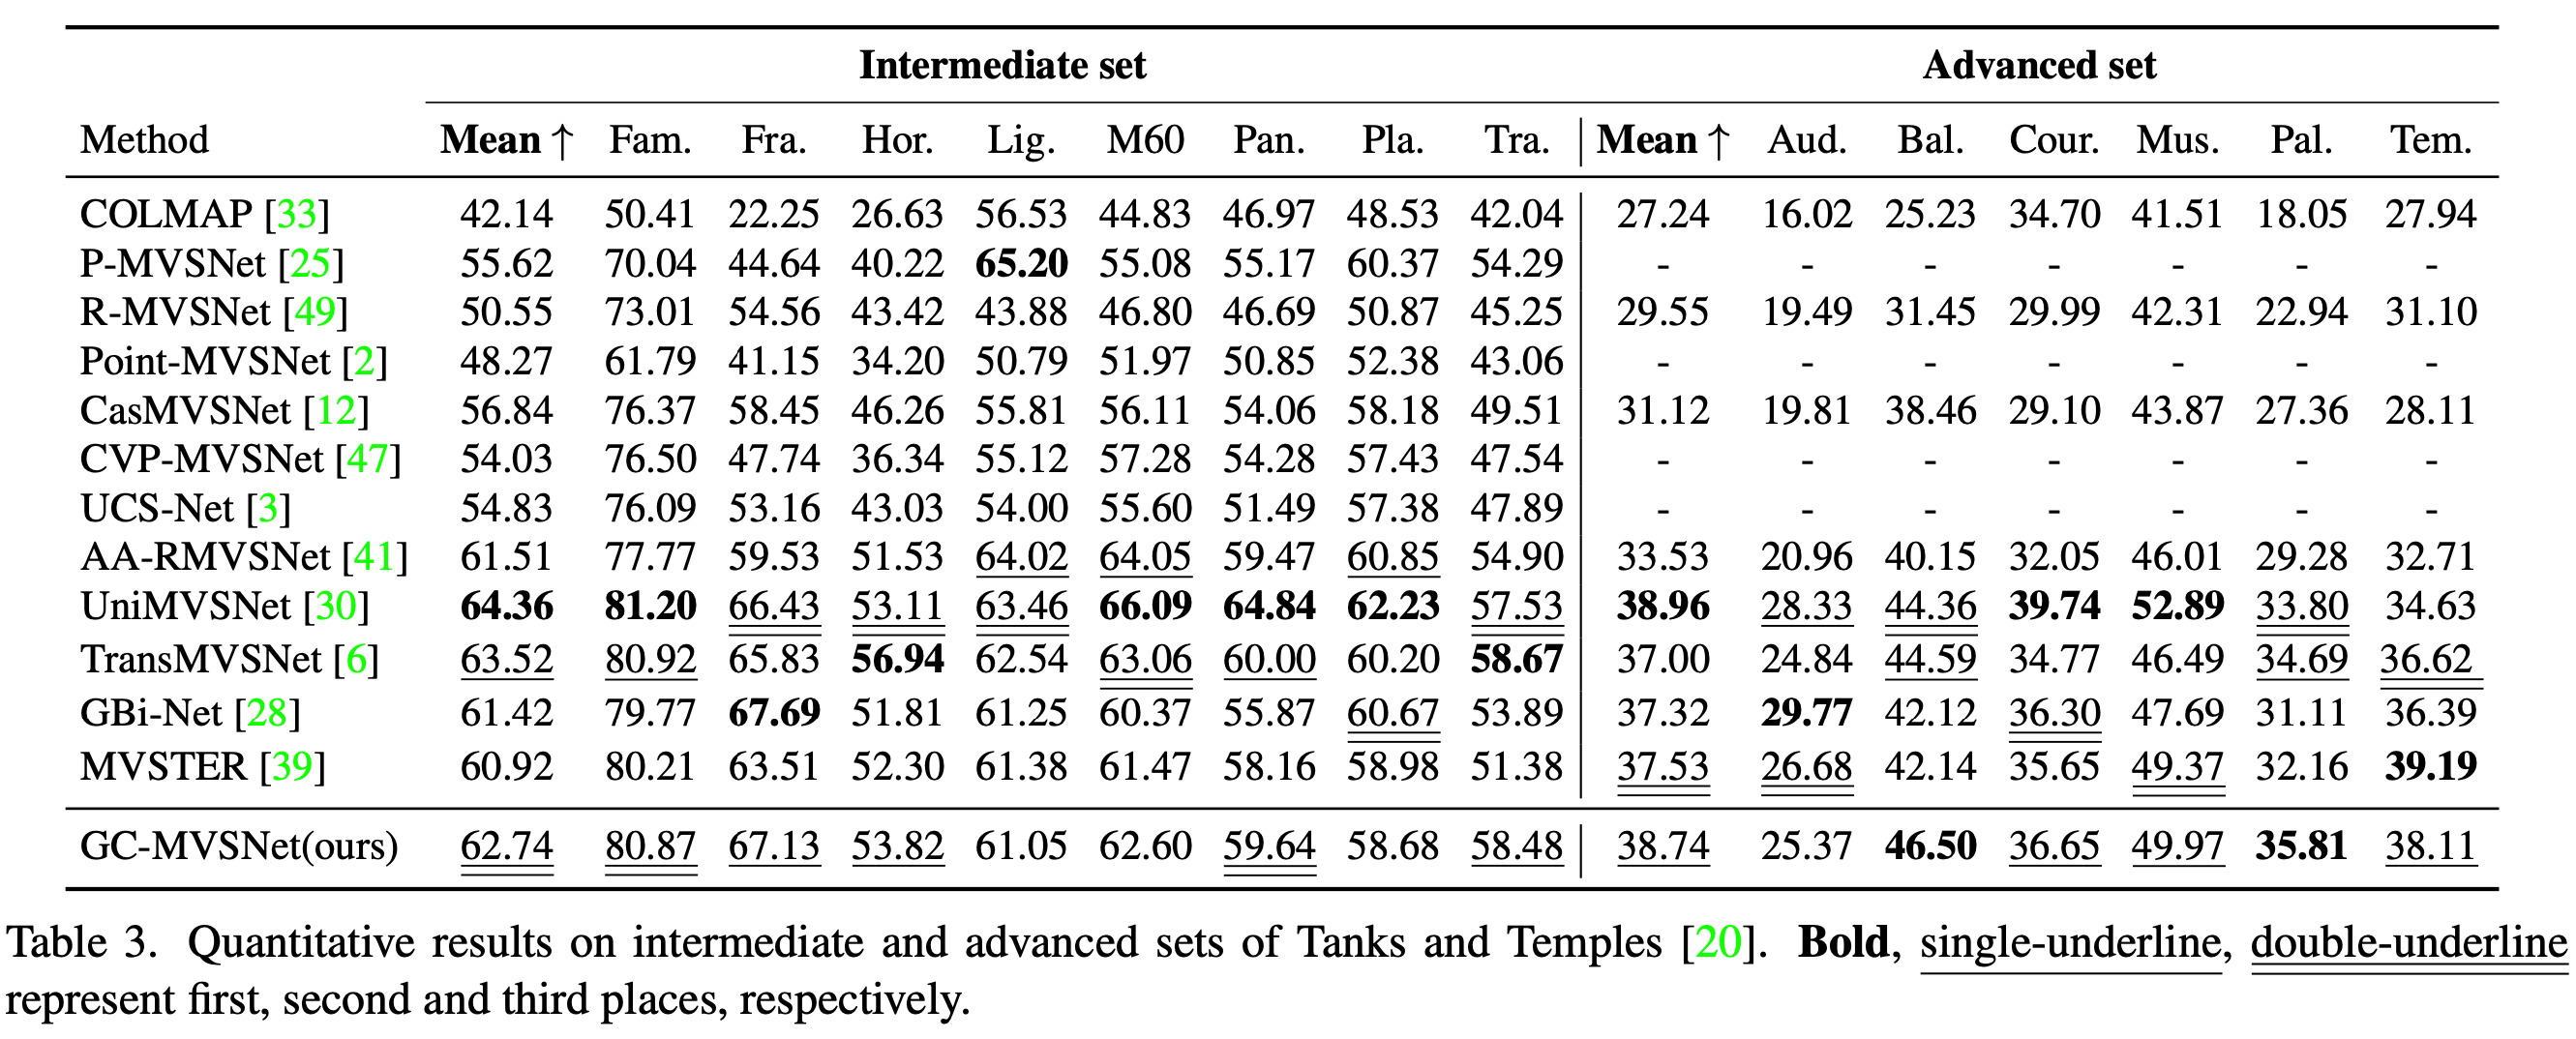 Intermediate set Advanced set
Method Mean ↑ Fam. Fra. Hor. Lig. M60 Pan. Pla. Tra. Mean ↑ Aud. Bal. Cour. Mus. Pal. Tem.
COLMAP [33] 42.14 50.41 22.25 26.63 56.53 44.83 46.97 48.53 42.04 27.24 16.02 25.23 34.70 41.51 18.05 27.94
P-MVSNet [25] 55.62 70.04 44.64 40.22 65.20 55.08 55.17 60.37 54.29 - - - - - - -
R-MVSNet [49] 50.55 73.01 54.56 43.42 43.88 46.80 46.69 50.87 45.25 29.55 19.49 31.45 29.99 42.31 22.94 31.10
Point-MVSNet [2] 48.27 61.79 41.15 34.20 50.79 51.97 50.85 52.38 43.06 - - - - - - -
CasMVSNet [12] 56.84 76.37 58.45 46.26 55.81 56.11 54.06 58.18 49.51 31.12 19.81 38.46 29.10 43.87 27.36 28.11
CVP-MVSNet [47] 54.03 76.50 47.74 36.34 55.12 57.28 54.28 57.43 47.54 - - - - - - -
UCS-Net [3] 54.83 76.09 53.16 43.03 54.00 55.60 51.49 57.38 47.89 - - - - - - -
AA-RMVSNet [41] 61.51 77.77 59.53 51.53 64.02 64.05 59.47 60.85 54.90 33.53 20.96 40.15 32.05 46.01 29.28 32.71
UniMVSNet [30] 64.36 81.20 66.43 53.11 63.46 66.09 64.84 62.23 57.53 38.96 28.33 44.36 39.74 52.89 33.80 34.63
TransMVSNet [6] 63.52 80.92 65.83 56.94 62.54 63.06 60.00 60.20 58.67 37.00 24.84 44.59 34.77 46.49 34.69 36.62
GBi-Net [28] 61.42 79.77 67.69 51.81 61.25 60.37 55.87 60.67 53.89 37.32 29.77 42.12 36.30 47.69 31.11 36.39
MVSTER [39] 60.92 80.21 63.51 52.30 61.38 61.47 58.16 58.98 51.38 37.53 26.68 42.14 35.65 49.37 32.16 39.19
GC-MVSNet(ours) 62.74 80.87 67.13 53.82 61.05 62.60 59.64 58.68 58.48 38.74 25.37 46.50 36.65 49.97 35.81 38.11
Table 3. Quantitative results on intermediate and advanced sets of Tanks and Temples [20]. Bold, single-underline, double-underline
represent first, second and third places, respectively.